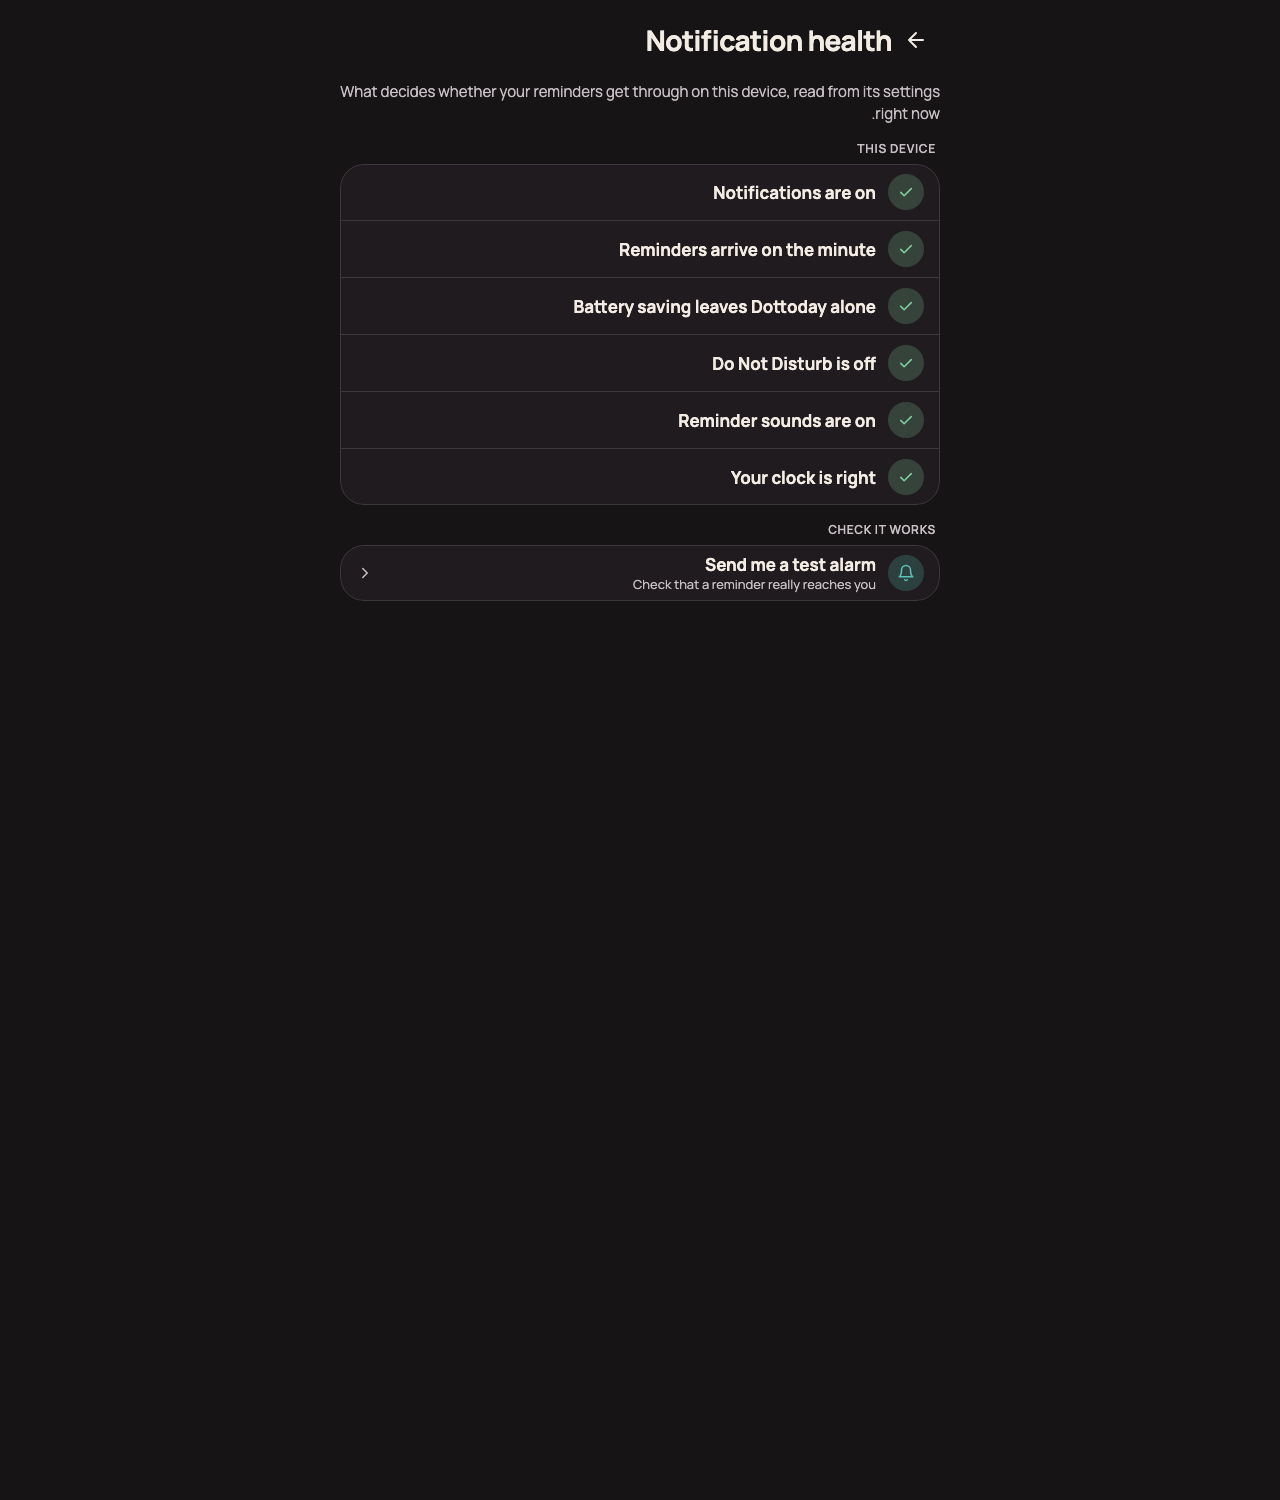 Notification health
What decides whether your reminders get through on this device, read from its settings
right now.
THIS DEVICE
Notifications are on
Reminders arrive on the minute
Battery saving leaves Dottoday alone
Do Not Disturb is off
Reminder sounds are on
Your clock is right
CHECK IT WORKS
Send me a test alarm
Check that a reminder really reaches you